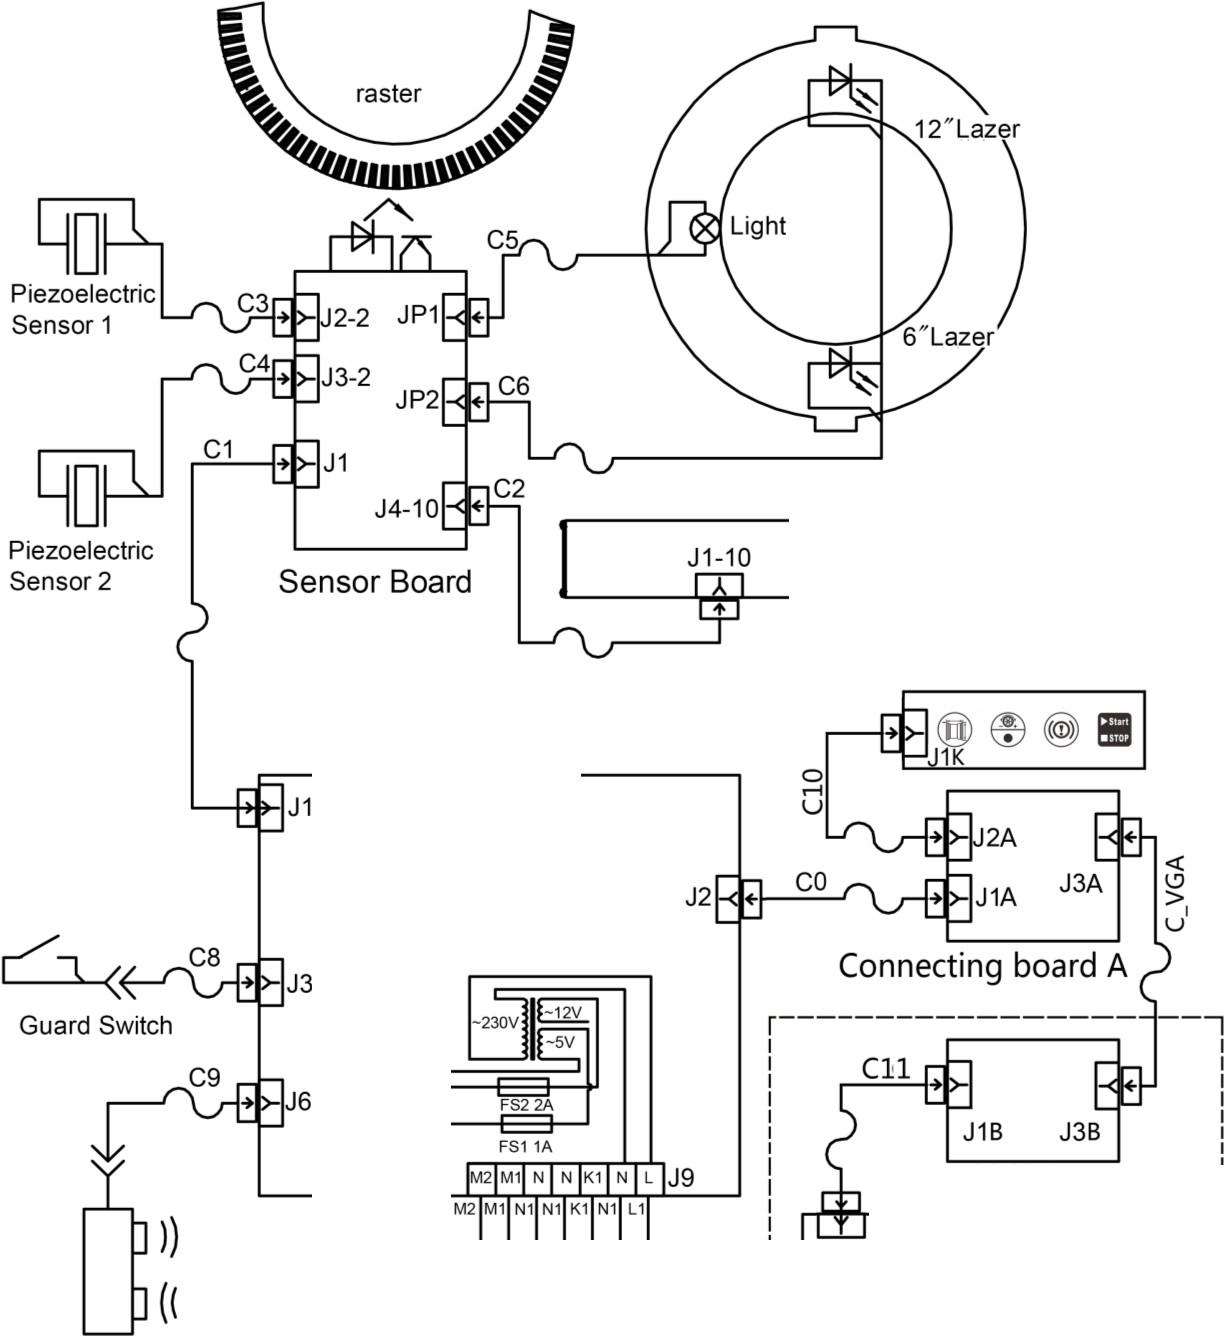 raster
12″Lazer
Light
6″Lazer
Piezoelectric
Sensor 1
C3
J2-2
C4
J3-2
C1
J1
JP1
C5
JP2
C6
J4-10
C2
Piezoelectric
Sensor 2
Sensor Board
J1-10
J1K
Start
STOP
C10
J1
J2A
J3A
C_VGA
J2
C0
J1A
Connecting board A
C8
J3
Guard Switch
~230V
~12V
~5V
C9
J6
FS2 2A
FS1 1A
C11
J1B
J3B
M2 M1 N N K1 N L J9
M2 M1 N1 N1 K1 N1 L1